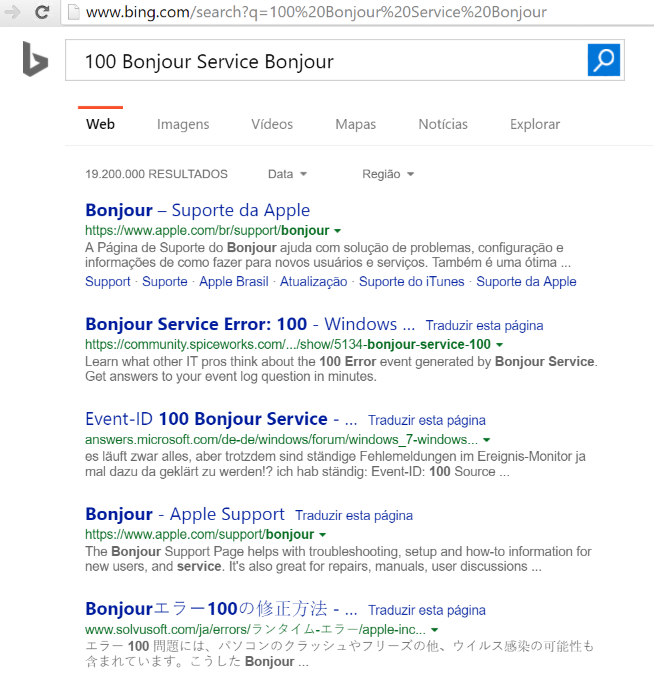 www.bing.com/search?q=100%20Bonjour%20Service%20Bonjour
100 Bonjour Service Bonjour
Web Imagens Vídeos Mapas Notícias Explorar
19.200.000 RESULTADOS Data Região
Bonjour – Suporte da Apple
https://www.apple.com/br/support/bonjour
A Página de Suporte do Bonjour ajuda com solução de problemas, configuração e
informações de como fazer para novos usuários e serviços. Também é uma ótima ...
Support · Suporte · Apple Brasil · Atualização · Suporte do iTunes · Suporte da Apple
Bonjour Service Error: 100 - Windows ... Traduzir esta página
https://community.spiceworks.com/.../show/5134-bonjour-service-100
Learn what other IT pros think about the 100 Error event generated by Bonjour Service.
Get answers to your event log question in minutes.
Event-ID 100 Bonjour Service - ... Traduzir esta página
answers.microsoft.com/de-de/windows/forum/windows_7-windows...
es läuft zwar alles, aber trotzdem sind ständige Fehlemeldungen im Ereignis-Monitor ja
mal dazu da geklärt zu werden!? ich hab ständig: Event-ID: 100 Source ...
Bonjour - Apple Support Traduzir esta página
https://www.apple.com/support/bonjour
The Bonjour Support Page helps with troubleshooting, setup and how-to information for
new users, and service. It's also great for repairs, manuals, user discussions ...
Bonjourエラー100の修正方法 - ... Traduzir esta página
www.solvusoft.com/ja/errors/ランタイム-エラー/apple-inc...
エラー 100 問題には、パソコンのクラッシュやフリーズの他、ウイルス感染の可能性も
含まれています。こうした Bonjour ...